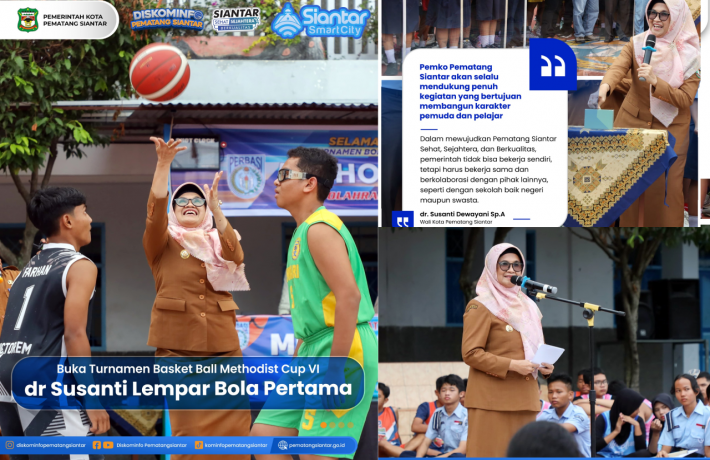 PEMERINTAH KOTA
PEMATANG SIANTAR
DISKOMINFO
PEMATANG SIANTAR
SIANTAR
SEHAT SEJAHTERA
BERKUALITAS
Siantar
SmartCity
SELAMA
PERBASI
FARHAN
1
Buka Turnamen Basket Ball Methodist Cup VI
dr Susanti Lempar Bola Pertama
diskominfopematangsiantar
Diskominfo Pematangsiantar
kominfopematangsiantar
pematangsiantar.go.id
Pemko Pematang
Siantar akan selalu
mendukung penuh
kegiatan yang bertujuan
membangun karakter
pemuda dan pelajar
Dalam mewujudkan Pematang Siantar
Sehat, Sejahtera, dan Berkualitas,
pemerintah tidak bisa bekerja sendiri,
tetapi harus bekerja sama dan
berkolaborasi dengan pihak lainnya,
seperti dengan sekolah baik negeri
maupun swasta.
dr. Susanti Dewayani Sp.A
Wali Kota Pematang Siantar